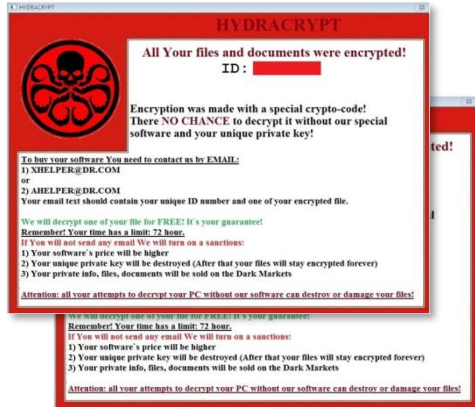 HYDRACRYPT
HYDRACRYPT
All Your files and documents were encrypted!
ID:
Encryption was made with a special crypto-code!
There NO CHANCE to decrypt it without our special
software and your unique private key!
To buy your software You need to contact us by EMAIL:
1) XHELPER@DR.COM
or
2) AHELPER@DR.COM
Your email text should contain your unique ID number and one of your encrypted file.
We will decrypt one of your file for FREE! It`s your guarantee!
Remember! Your time has a limit: 72 hour.
If You will not send any email We will turn on a sanctions:
1) Your software`s price will be higher
2) Your unique private key will be destroyed (After that your files will stay encrypted forever)
3) Your private info, files, documents will be sold on the Dark Markets
Attention: all your attempts to decrypt your PC without our software can destroy or damage your files!
ted!
We will decrypt one of your file for FREE! It`s your guarantee!
Remember! Your time has a limit: 72 hour.
If You will not send any email We will turn on a sanctions:
1) Your software`s price will be higher
2) Your unique private key will be destroyed (After that your files will stay encrypted forever)
3) Your private info, files, documents will be sold on the Dark Markets
Attention: all your attempts to decrypt your PC without our software can destroy or damage your files!